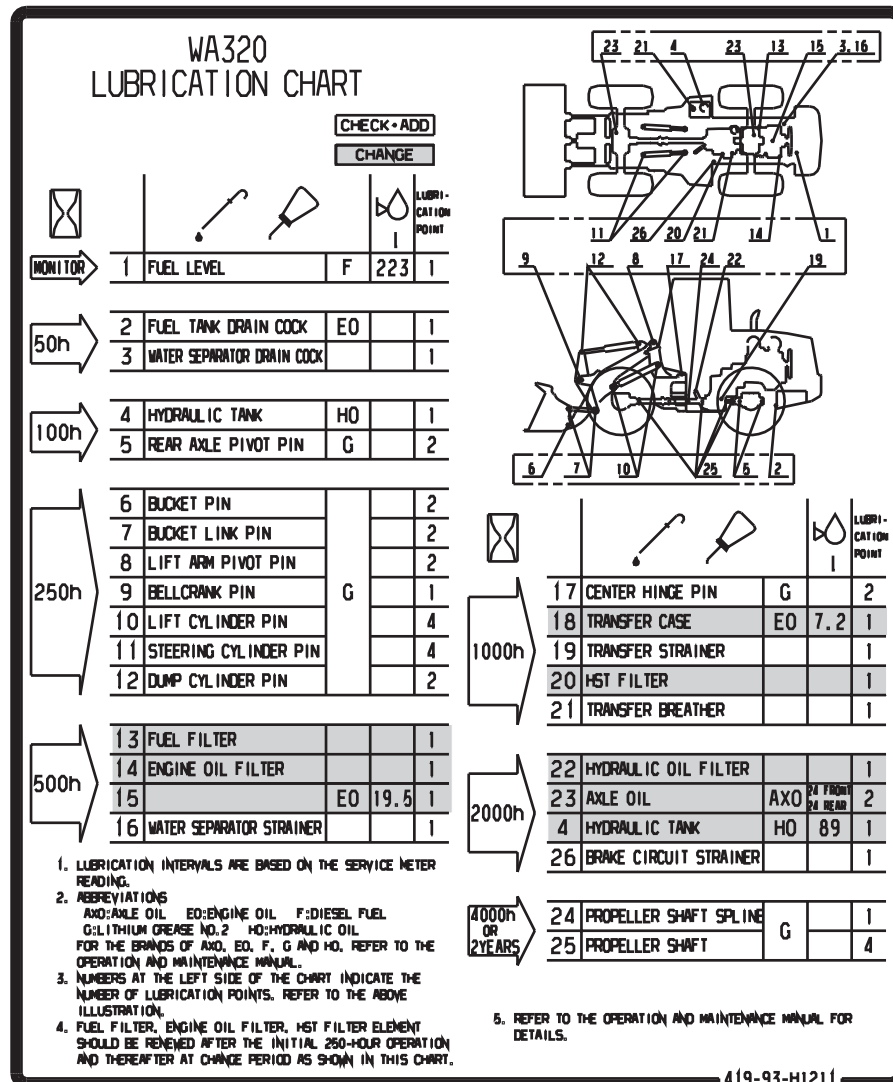 WA320
LUBRICATION CHART
CHECK・ADD
CHANGE
l
LUBRI-
CATION
POINT
MONITOR
1 FUEL LEVEL F 223 1
50h
2 FUEL TANK DRAIN COCK EO 1
3 WATER SEPARATOR DRAIN COCK 1
100h
4 HYDRAULIC TANK HO 1
5 REAR AXLE PIVOT PIN G 2
250h
6 BUCKET PIN 2
7 BUCKET LINK PIN 2
8 LIFT ARM PIVOT PIN 2
9 BELLCRANK PIN G 1
10 LIFT CYLINDER PIN 4
11 STEERING CYLINDER PIN 4
12 DUMP CYLINDER PIN 2
500h
13 FUEL FILTER 1
14 ENGINE OIL FILTER 1
15 EO 19.5 1
16 WATER SEPARATOR STRAINER 1
1. LUBRICATION INTERVALS ARE BASED ON THE SERVICE METER
READING.
2. ABBREVIATIONS
AXO:AXLE OIL EO:ENGINE OIL F:DIESEL FUEL
G:LITHIUM GREASE NO.2 HO:HYDRAULIC OIL
FOR THE BRANDS OF AXO, EO, F, G AND HO, REFER TO THE
OPERATION AND MAINTENANCE MANUAL.
3. NUMBERS AT THE LEFT SIDE OF THE CHART INDICATE THE
NUMBER OF LUBRICATION POINTS. REFER TO THE ABOVE
ILLUSTRATION.
4. FUEL FILTER, ENGINE OIL FILTER, HST FILTER ELEMENT
SHOULD BE RENEWED AFTER THE INITIAL 250-HOUR OPERATION
AND THEREAFTER AT CHANGE PERIOD AS SHOWN IN THIS CHART.
23 21 4 23 13 15 3,16
11 26 20 21 14 1
9 12 8 17 24 22 19
6 7 10 25 5 2
l
LUBRI-
CATION
POINT
1000h
17 CENTER HINGE PIN G 2
18 TRANSFER CASE EO 7.2 1
19 TRANSFER STRAINER 1
20 HST FILTER 1
21 TRANSFER BREATHER 1
2000h
22 HYDRAULIC OIL FILTER 1
23 AXLE OIL AXO 24 FRONT 24 REAR 2
4 HYDRAULIC TANK HO 89 1
26 BRAKE CIRCUIT STRAINER 1
4000h
OR
2YEARS
24 PROPELLER SHAFT SPLINE G 1
25 PROPELLER SHAFT 4
5. REFER TO THE OPERATION AND MAINTENANCE MANUAL FOR
DETAILS.
419-93-H1211